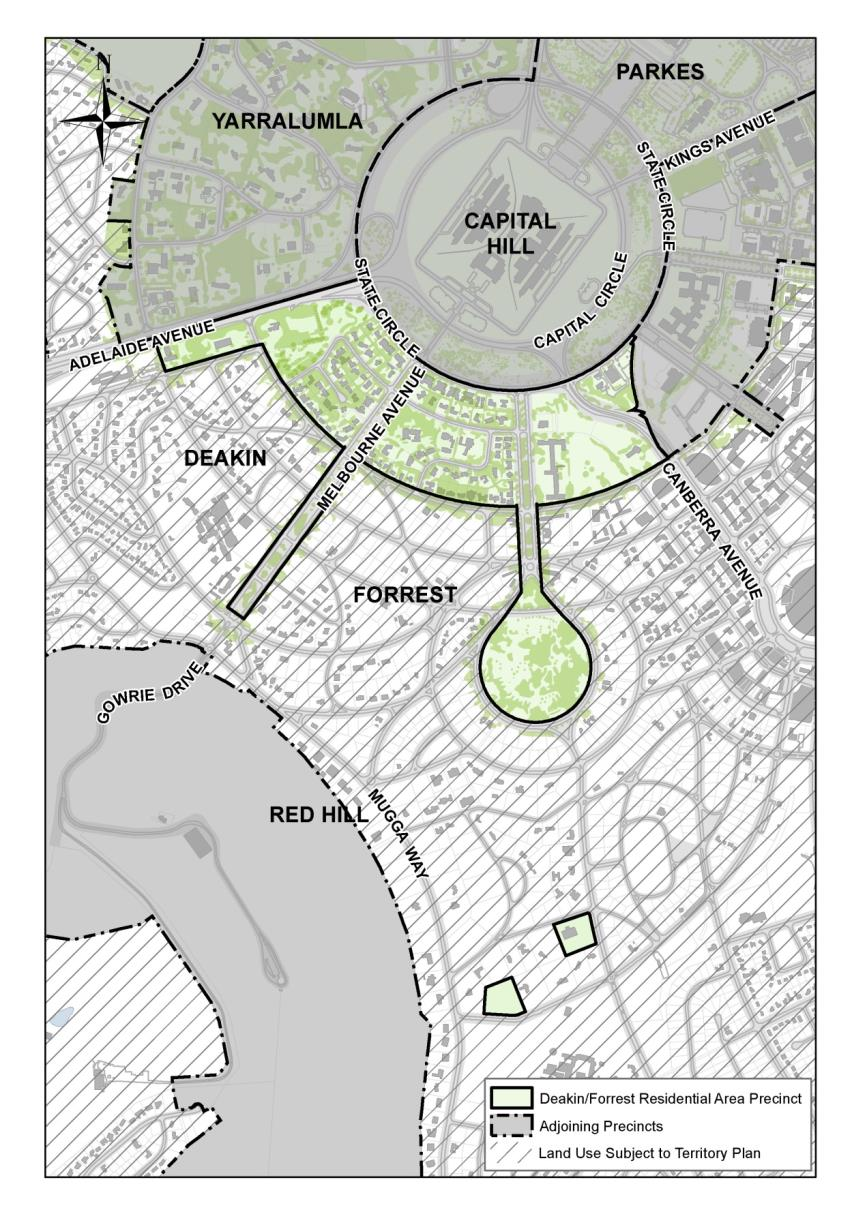 N
PARKES
YARRALUMLA
KINGS AVENUE
STATE CIRCLE
CAPITAL
HILL
STATE CIRCLE
CAPITAL CIRCLE
ADELAIDE AVENUE
MELBOURNE AVENUE
DEAKIN
CANBERRA AVENUE
FORREST
GOWRIE DRIVE
RED HILL
MUGGA WAY
Deakin/Forrest Residential Area Precinct
Adjoining Precincts
Land Use Subject to Territory Plan